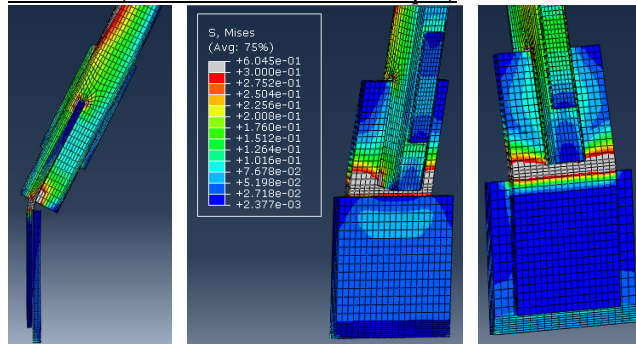 S, Mises
(Avg: 75%)
+6.045e-01
+3.000e-01
+2.752e-01
+2.504e-01
+2.256e-01
+2.008e-01
+1.760e-01
+1.512e-01
+1.264e-01
+1.016e-01
+7.678e-02
+5.198e-02
+2.718e-02
+2.377e-03